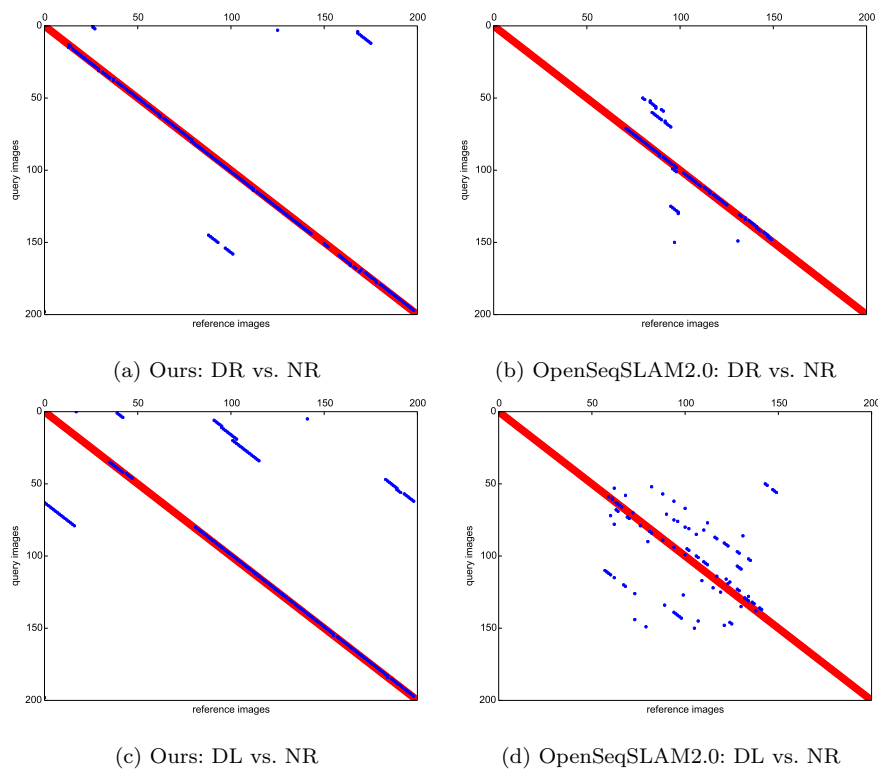 0 50 100 150 200
0 50 100 150 200
query images
reference images
0 50 100 150 200
0 50 100 150 200
query images
reference images
(a) Ours: DR vs. NR
(b) OpenSeqSLAM2.0: DR vs. NR
0 50 100 150 200
0 50 100 150 200
query images
reference images
0 50 100 150 200
0 50 100 150 200
query images
reference images
(c) Ours: DL vs. NR
(d) OpenSeqSLAM2.0: DL vs. NR